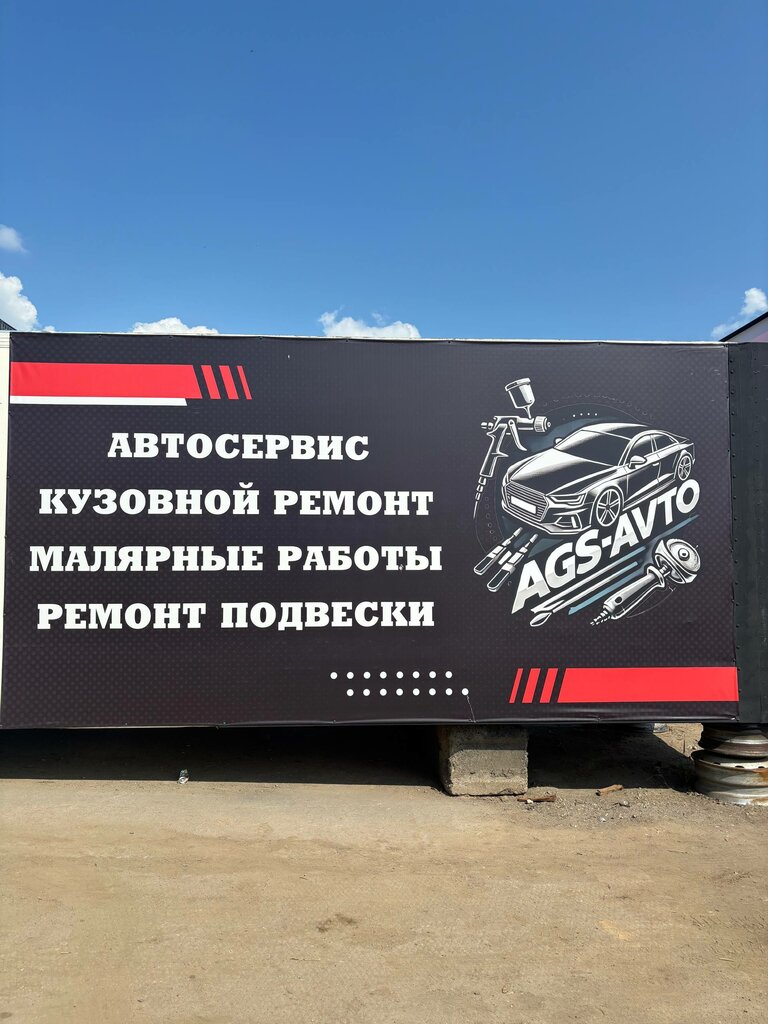 АВТОСЕРВИС
КУЗОВНОЙ РЕМОНТ
МАЛЯРНЫЕ РАБОТЫ
РЕМОНТ ПОДВЕСКИ
AGS-AVTO